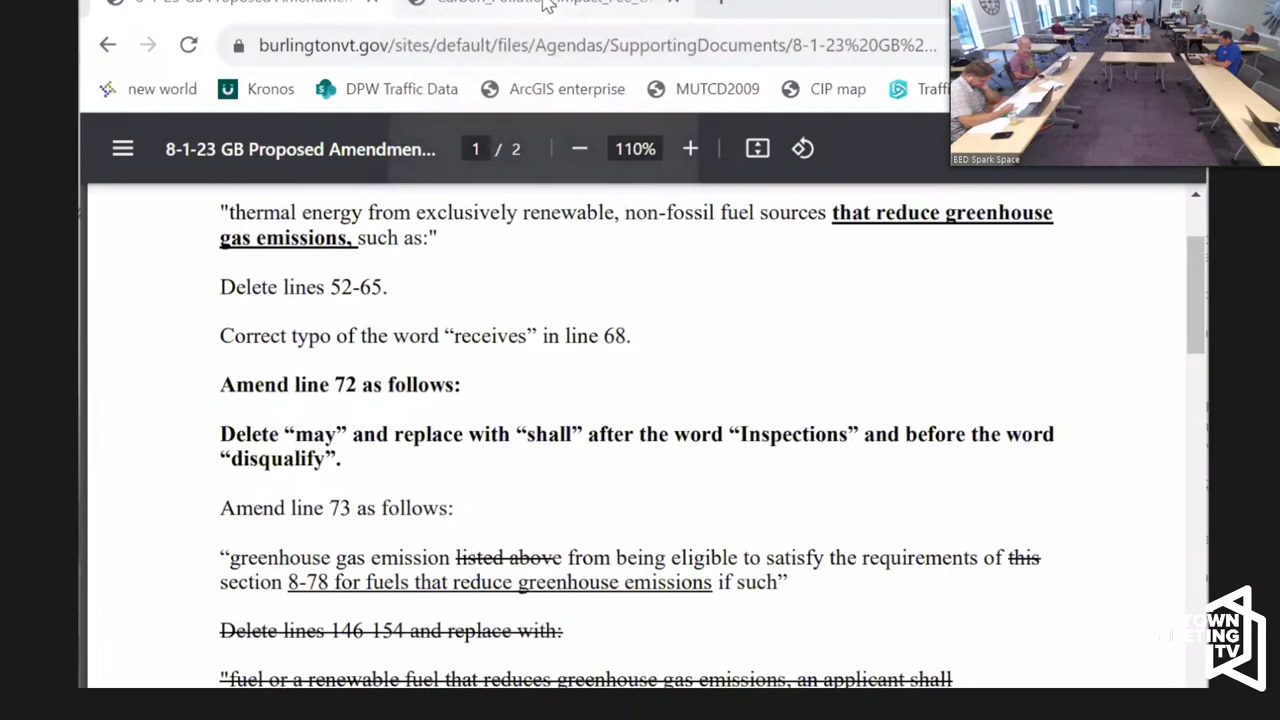 burlingtonvt.gov/sites/default/files/Agendas/SupportingDocuments/8-1-23%20GB%2...
new world Kronos DPW Traffic Data ArcGIS enterprise MUTCD2009 CIP map Traff
BED Spark Space
8-1-23 GB Proposed Amendmen... 1 / 2 110%
"thermal energy from exclusively renewable, non-fossil fuel sources that reduce greenhouse
gas emissions, such as:"
Delete lines 52-65.
Correct typo of the word “receives” in line 68.
Amend line 72 as follows:
Delete “may” and replace with “shall” after the word “Inspections” and before the word
“disqualify”.
Amend line 73 as follows:
“greenhouse gas emission listed above from being eligible to satisfy the requirements of this
section 8-78 for fuels that reduce greenhouse emissions if such”
Delete lines 146-154 and replace with:
"fuel or a renewable fuel that reduces greenhouse gas emissions, an applicant shall
TOWN
MEETING
TV